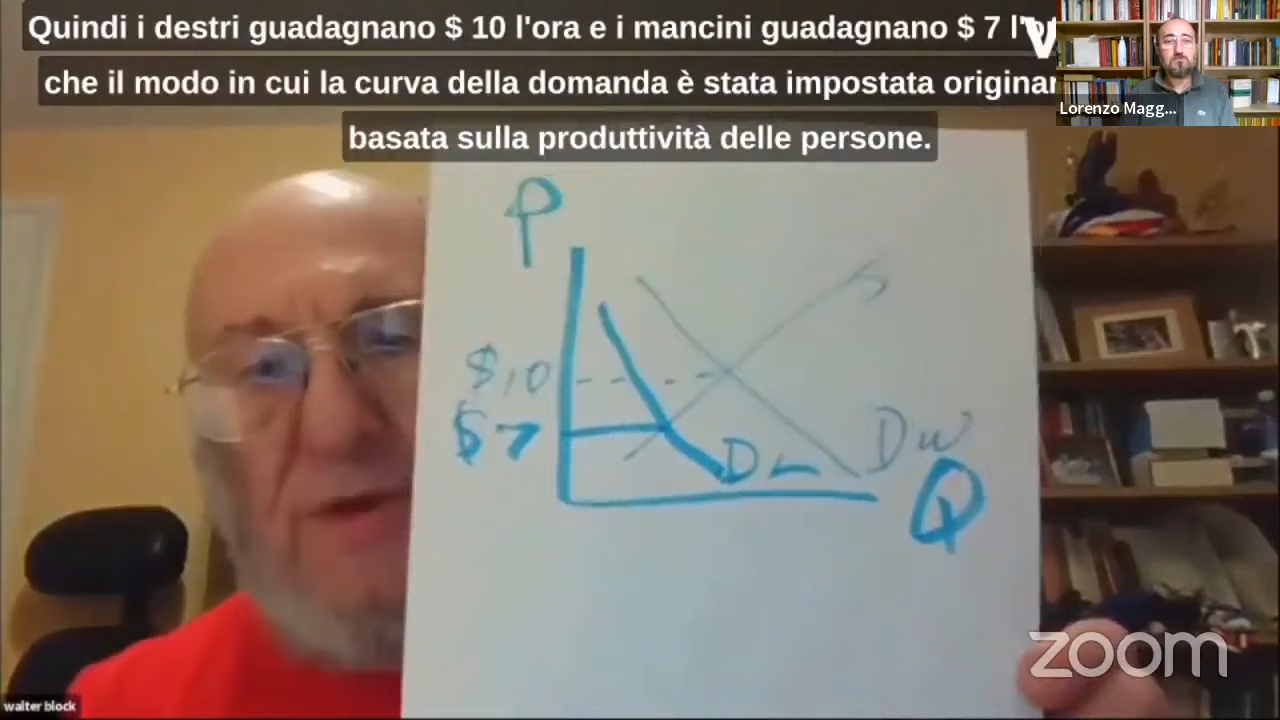 Quindi i destri guadagnano $ 10 l'ora e i mancini guadagnano $ 7
che il modo in cui la curva della domanda è stata impostata
basata sulla produttività delle persone.
Lorenzo Magg...
P
S
$10
$7
D
Dw
Q
zoom
walter block